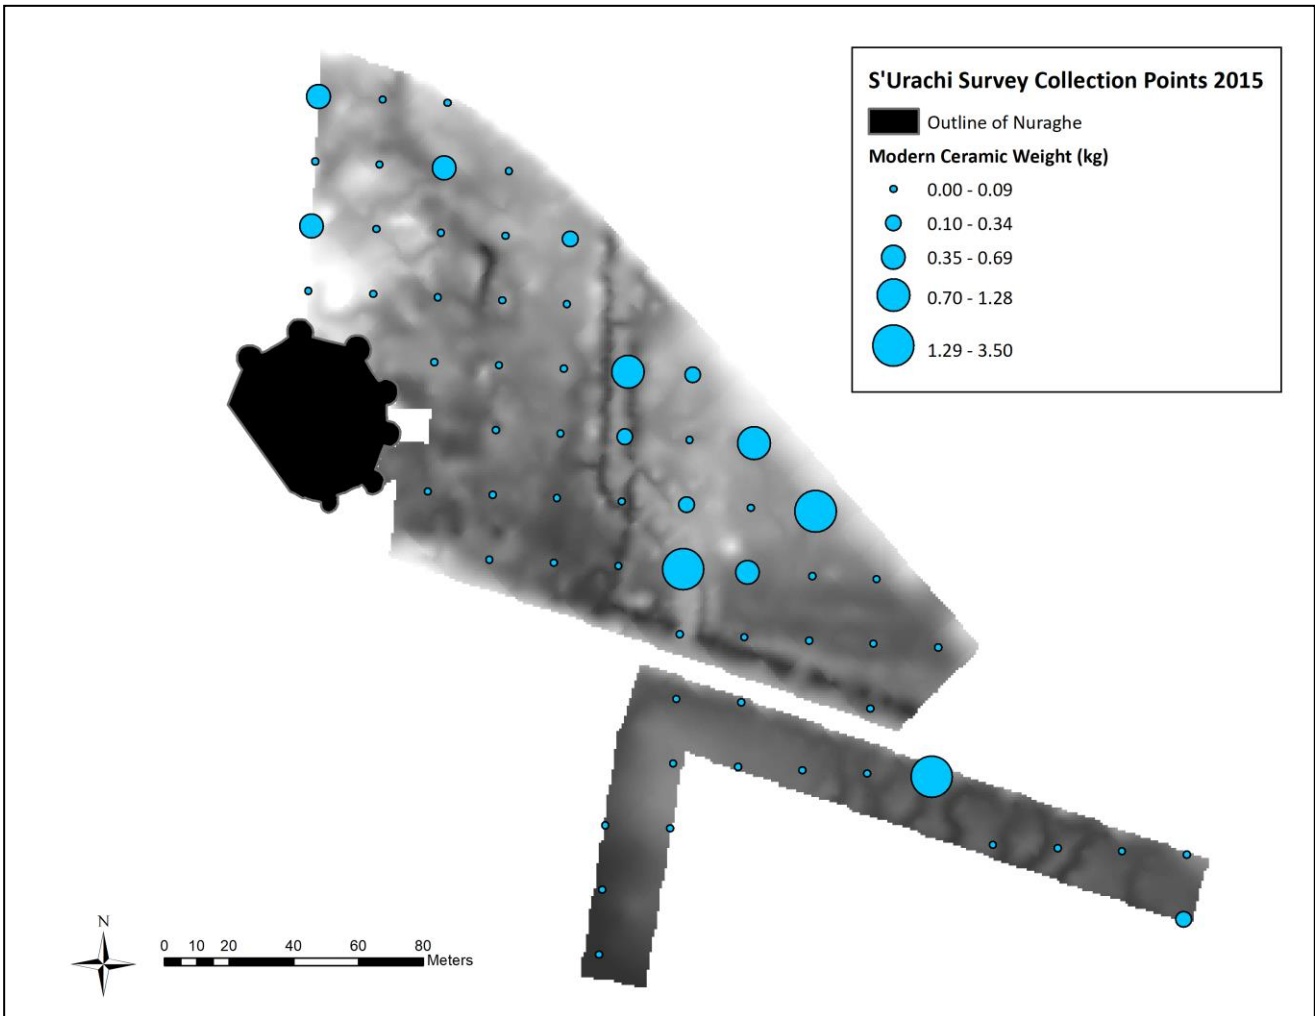 S'Urachi Survey Collection Points 2015
Outline of Nuraghe
Modern Ceramic Weight (kg)
0.00 - 0.09
0.10 - 0.34
0.35 - 0.69
0.70 - 1.28
1.29 - 3.50
N
0 10 20 40 60 80
Meters